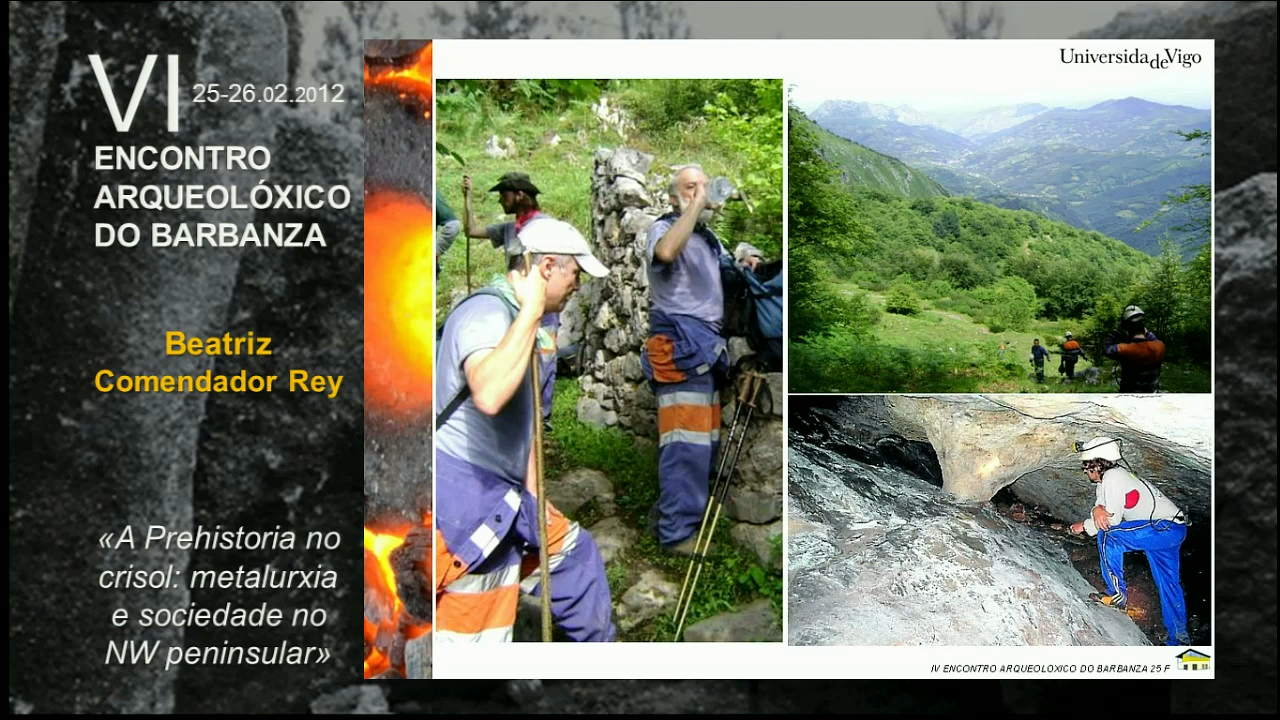 VI 25-26.02.2012
ENCONTRO
ARQUEOLÓXICO
DO BARBANZA
Beatriz
Comendador Rey
«A Prehistoria no
crisol: metalurxia
e sociedade no
NW peninsular»
UniversidadeVigo
IV ENCONTRO ARQUEOLOXICO DO BARBANZA 25 F